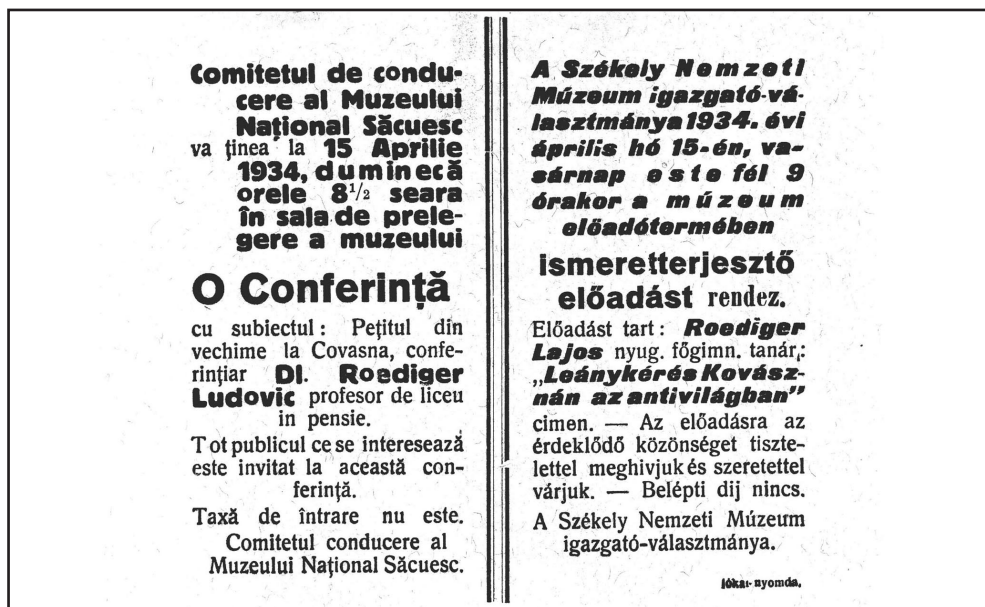 Comitetul de condu-
cere al Muzeului
Național Săcuesc
va ținea la 15 Aprilie
1934, duminecă
orele 8 1/2 seara
în sala de prele-
gere a muzeului
O Conferință
cu subiectul: Pețitul din
vechime la Covasna, confe-
rințiar Dl. Roediger
Ludovic profesor de liceu
in pensie.
Tot publicul ce se interesează
este invitat la această con-
ferință.
Taxă de întrare nu este.
Comitetul conducere al
Muzeului Național Săcuesc.
A Székely Nemzeti
Múzeum igazgató-vá-
lasztmánya 1934. évi
április hó 15-én, va-
sárnap este fél 9
órakor a múzeum
előadótermében
ismeretterjesztő
előadást rendez.
Előadást tart: Roediger
Lajos nyug. főgimn. tanár,:
„Leánykérés Kovász-
nán az antivilágban"
cimen. — Az előadásra az
érdeklődő közönséget tiszte-
lettel meghivjuk és szeretettel
várjuk. — Belépti dij nincs.
A Székely Nemzeti Múzeum
igazgató-választmánya.
Jókai-nyomda.